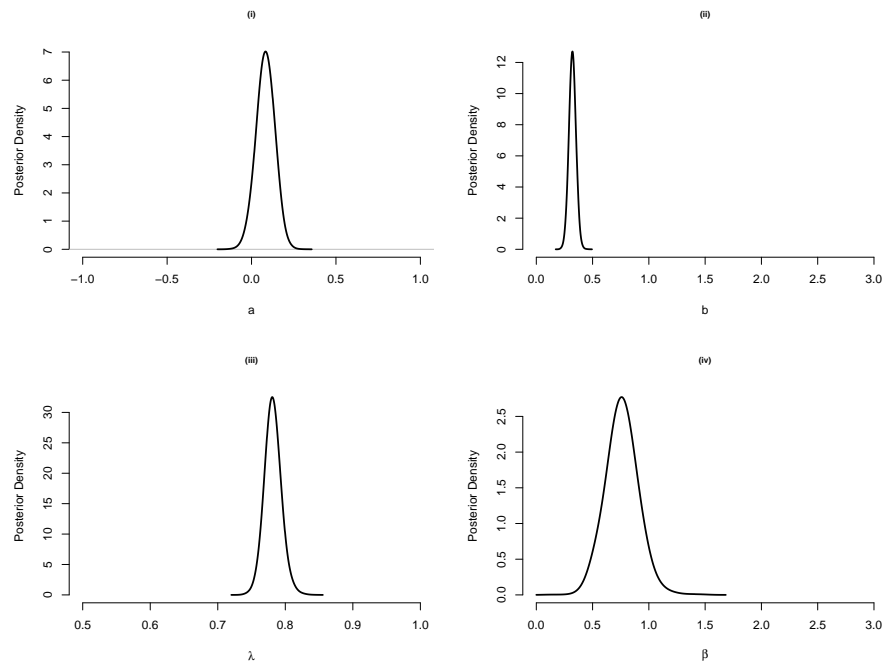 (i)
Posterior Density
0 1 2 3 4 5 6 7
−1.0 −0.5 0.0 0.5 1.0
a
(ii)
Posterior Density
0 2 4 6 8 10 12
0.0 0.5 1.0 1.5 2.0 2.5 3.0
b
(iii)
Posterior Density
0 5 10 15 20 25 30
0.5 0.6 0.7 0.8 0.9 1.0
λ
(iv)
Posterior Density
0.0 0.5 1.0 1.5 2.0 2.5
0.0 0.5 1.0 1.5 2.0 2.5 3.0
β